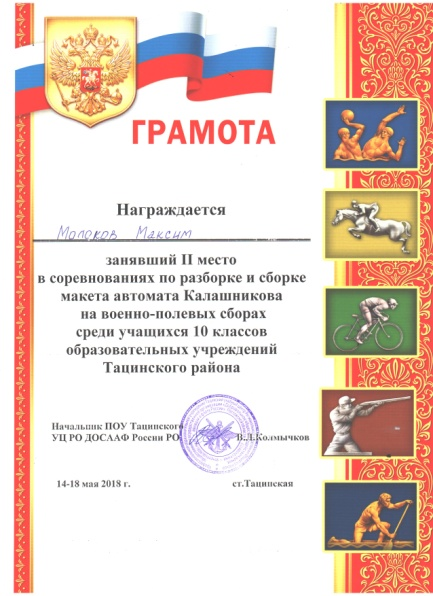 ГРАМОТА
Награждается
Молоков Максим
занявший II место
в соревнованиях по разборке и сборке
макета автомата Калашникова
на военно-полевых сборах
среди учащихся 10 классов
образовательных учреждений
Тацинского района
Начальник ПОУ Тацинского
УЦ РО ДОСААФ России РО В.Л.Колмычков
14-18 мая 2018 г. ст.Тацинская